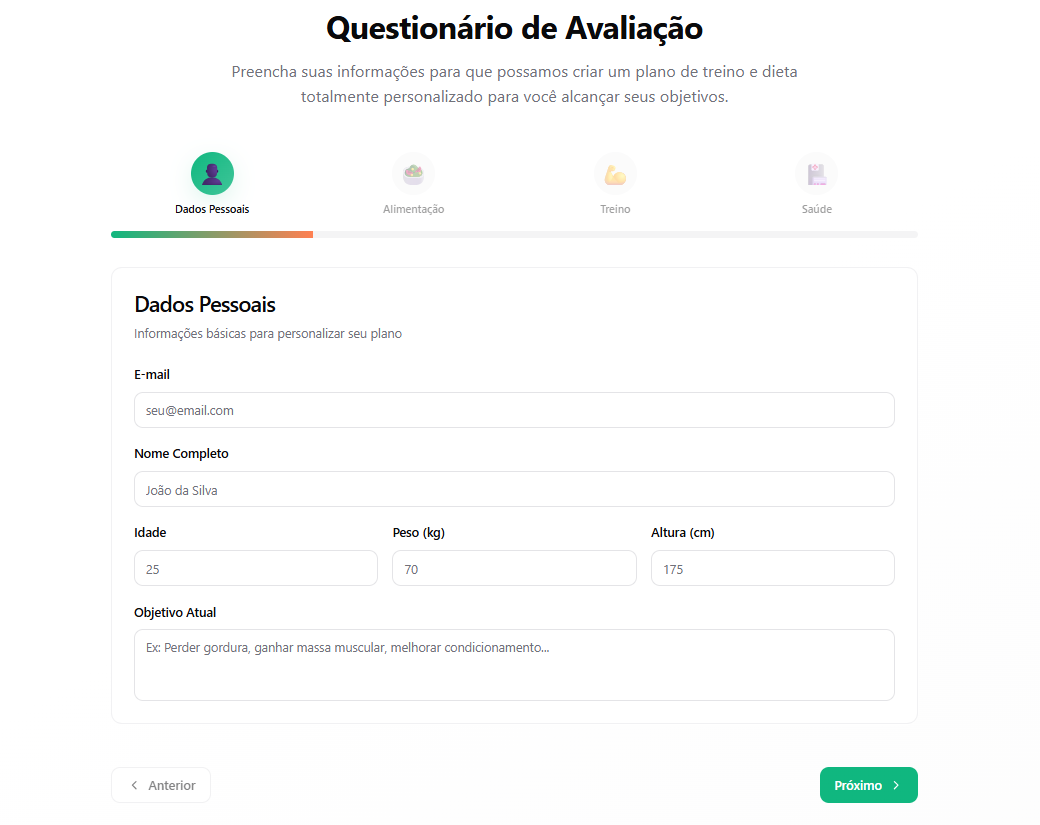 Questionário de Avaliação
Preencha suas informações para que possamos criar um plano de treino e dieta
totalmente personalizado para você alcançar seus objetivos.
Dados Pessoais
Alimentação
Treino
Saúde
Dados Pessoais
Informações básicas para personalizar seu plano
E-mail
seu@email.com
Nome Completo
João da Silva
Idade
Peso (kg)
Altura (cm)
25
70
175
Objetivo Atual
Ex: Perder gordura, ganhar massa muscular, melhorar condicionamento...
Anterior
Próximo